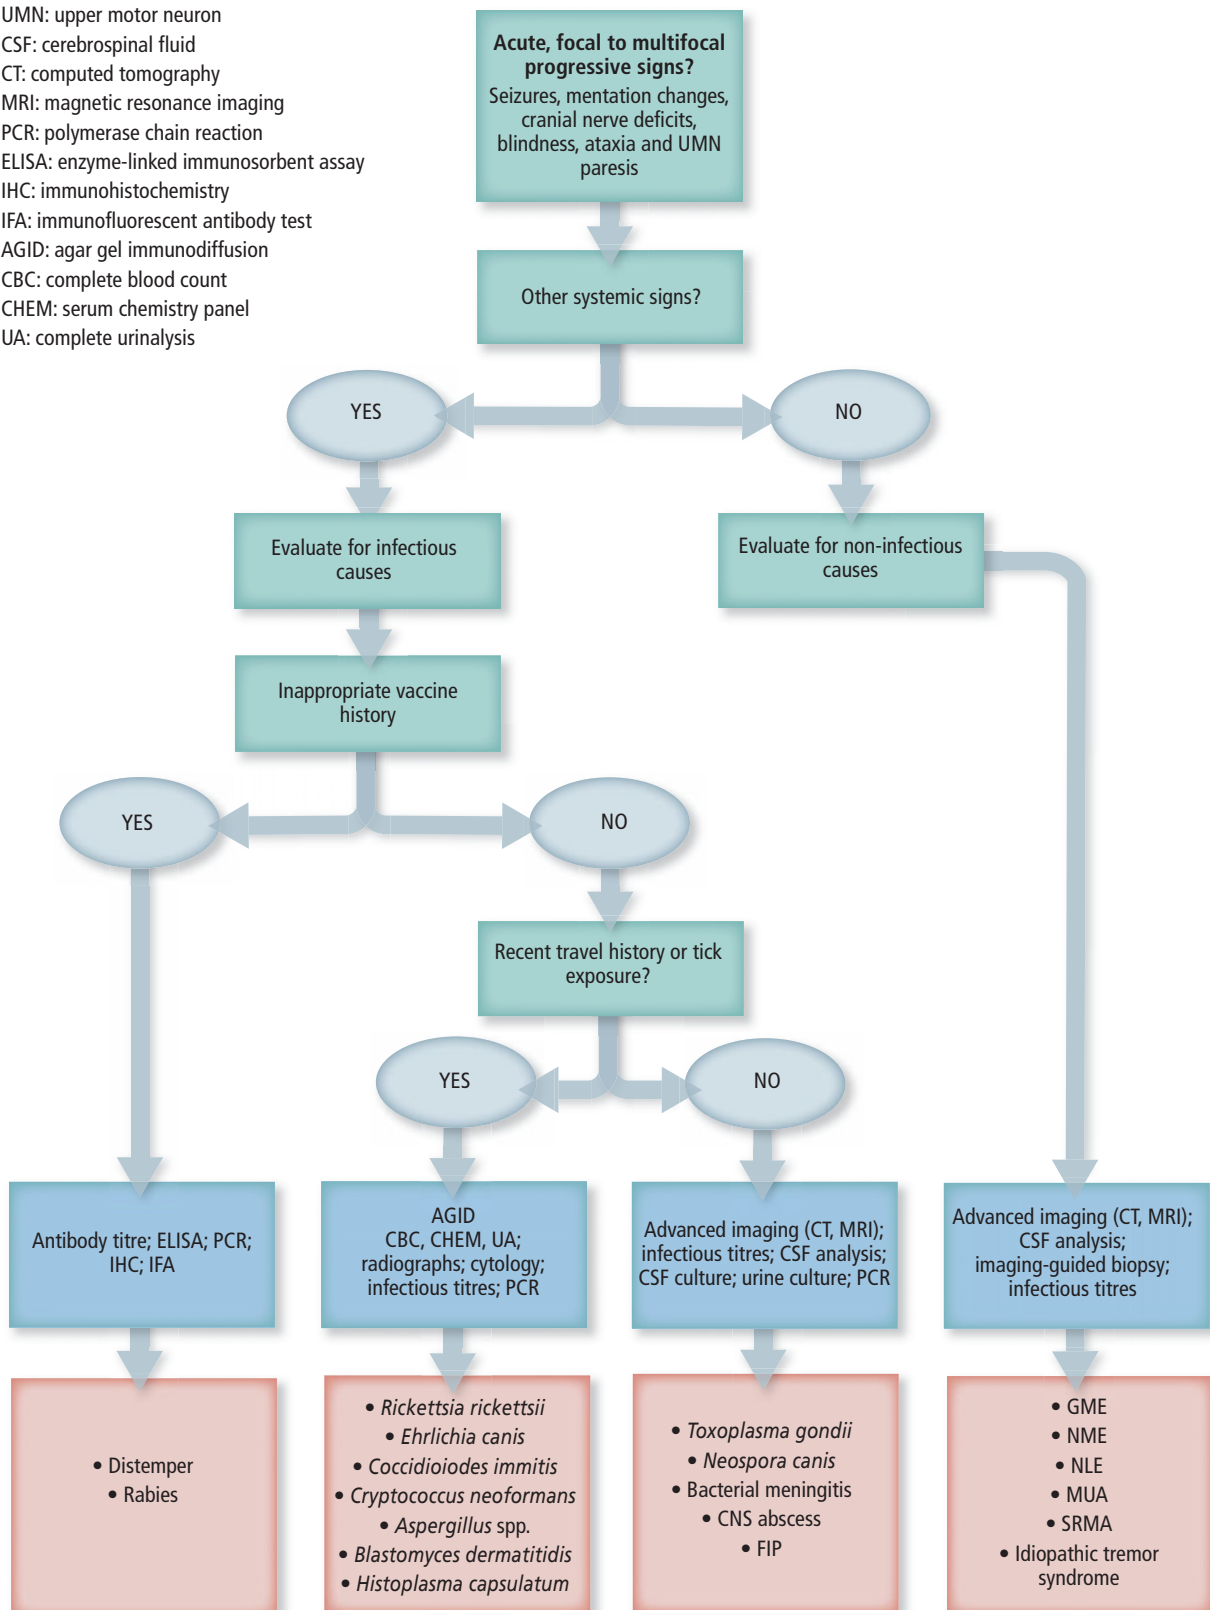 UMN: upper motor neuron
CSF: cerebrospinal fluid
CT: computed tomography
MRI: magnetic resonance imaging
PCR: polymerase chain reaction
ELISA: enzyme-linked immunosorbent assay
IHC: immunohistochemistry
IFA: immunofluorescent antibody test
AGID: agar gel immunodiffusion
CBC: complete blood count
CHEM: serum chemistry panel
UA: complete urinalysis
Acute, focal to multifocal
progressive signs?
Seizures, mentation changes,
cranial nerve deficits,
blindness, ataxia and UMN
paresis
Other systemic signs?
YES
NO
Evaluate for infectious
causes
Evaluate for non-infectious
causes
Inappropriate vaccine
history
YES
NO
Recent travel history or tick
exposure?
YES
NO
Antibody titre; ELISA; PCR;
IHC; IFA
AGID
CBC, CHEM, UA;
radiographs; cytology;
infectious titres; PCR
Advanced imaging (CT, MRI);
infectious titres; CSF analysis;
CSF culture; urine culture; PCR
Advanced imaging (CT, MRI);
CSF analysis;
imaging-guided biopsy;
infectious titres
• Distemper
• Rabies
• Rickettsia rickettsii
• Ehrlichia canis
• Coccidioiodes immitis
• Cryptococcus neoformans
• Aspergillus spp.
• Blastomyces dermatitidis
• Histoplasma capsulatum
• Toxoplasma gondii
• Neospora canis
• Bacterial meningitis
• CNS abscess
• FIP
• GME
• NME
• NLE
• MUA
• SRMA
• Idiopathic tremor
syndrome